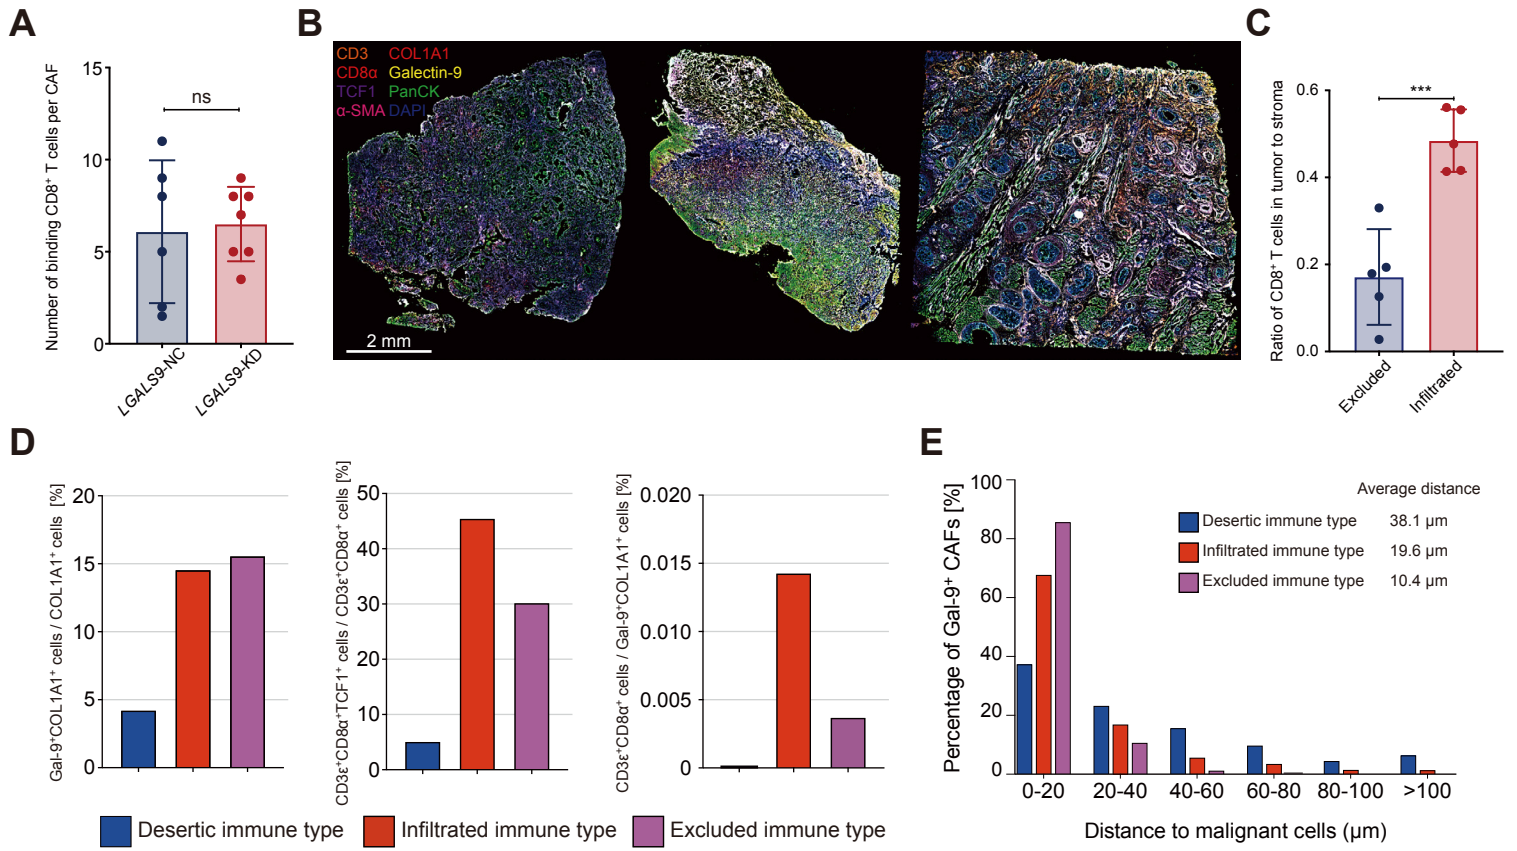 A
Number of binding CD8⁺ T cells per CAF
15
10
5
0
ns
LGALS9-NC
LGALS9-KD
B
CD3 COL1A1
CD8α Galectin-9
TCF1 PanCK
α-SMA DAPI
2 mm
C
Ratio of CD8⁺ T cells in tumor to stroma
0.6
0.4
0.2
0.0
***
Excluded
Infiltrated
D
Gal-9⁺COL1A1⁺ cells / COL1A1⁺ cells [%]
20
15
10
5
0
CD3ε⁺CD8α⁺TCF1⁺ cells / CD3ε⁺CD8α⁺ cells [%]
50
40
30
20
10
0
CD3ε⁺CD8α⁺ cells / Gal-9⁺COL1A1⁺ cells [%]
0.020
0.015
0.010
0.005
0
Desertic immune type
Infiltrated immune type
Excluded immune type
E
Percentage of Gal-9⁺ CAFs [%]
100
80
60
40
20
0
Average distance
Desertic immune type 38.1 μm
Infiltrated immune type 19.6 μm
Excluded immune type 10.4 μm
0-20 20-40 40-60 60-80 80-100 >100
Distance to malignant cells (μm)